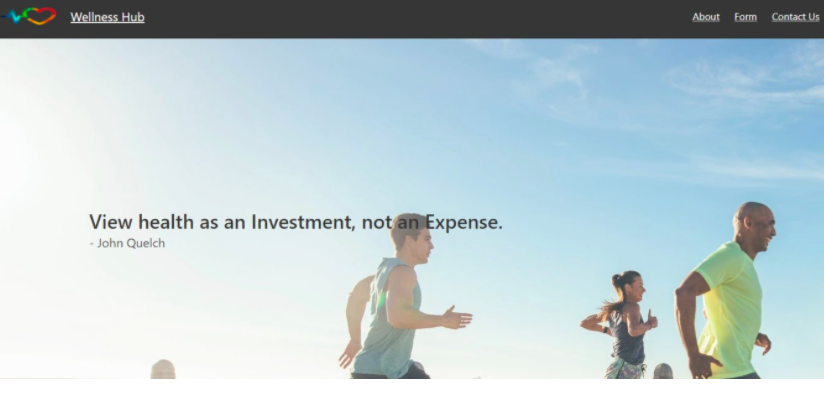 Wellness Hub
About Form Contact Us
View health as an Investment, not an Expense.
- John Quelch